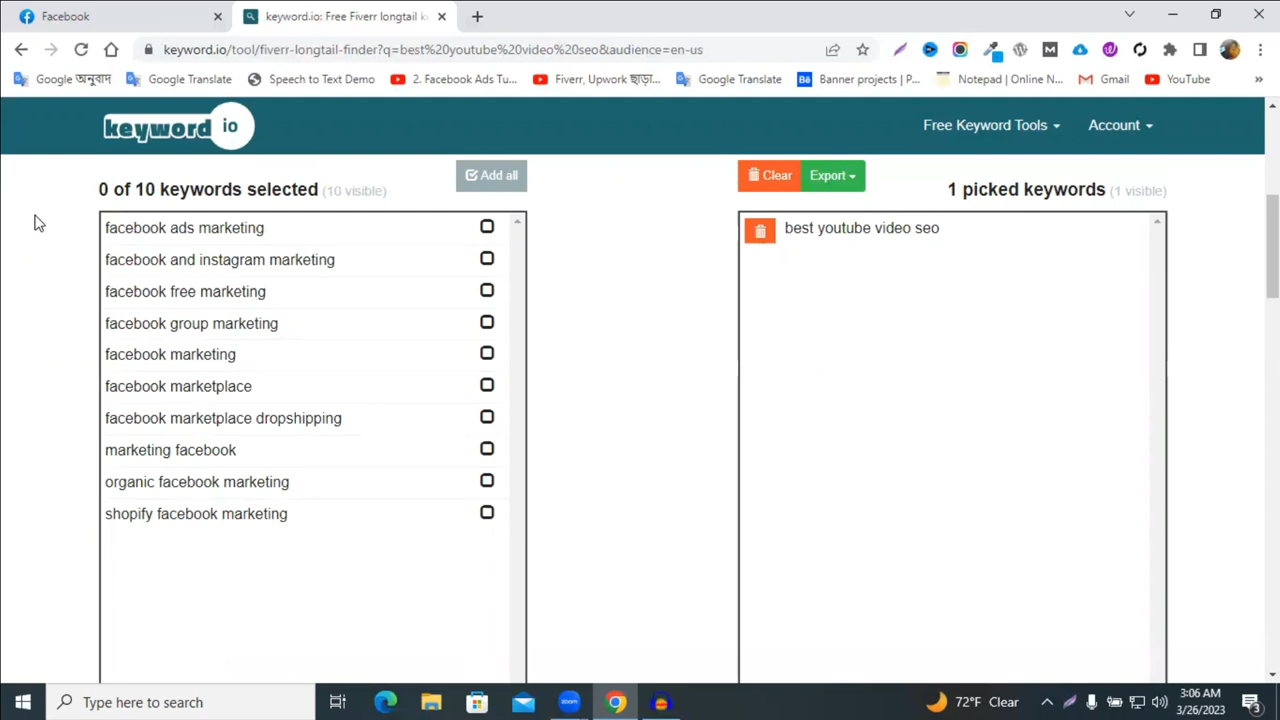 Facebook
keyword.io: Free Fiverr longtail k
keyword.io/tool/fiverr-longtail-finder?q=best%20youtube%20video%20seo&audience=en-us
Google অনুবাদ
Google Translate
Speech to Text Demo
2. Facebook Ads Tu...
Fiverr, Upwork ছাড়া...
Google Translate
Bē
Banner projects | P...
Notepad | Online N...
Gmail
YouTube
»
keyword io
Free Keyword Tools
Account
0 of 10 keywords selected (10 visible)
Add all
Clear
Export
1 picked keywords (1 visible)
facebook ads marketing
facebook and instagram marketing
facebook free marketing
facebook group marketing
facebook marketing
facebook marketplace
facebook marketplace dropshipping
marketing facebook
organic facebook marketing
shopify facebook marketing
best youtube video seo
Type here to search
zoom
72°F Clear
3:06 AM
3/26/2023
3